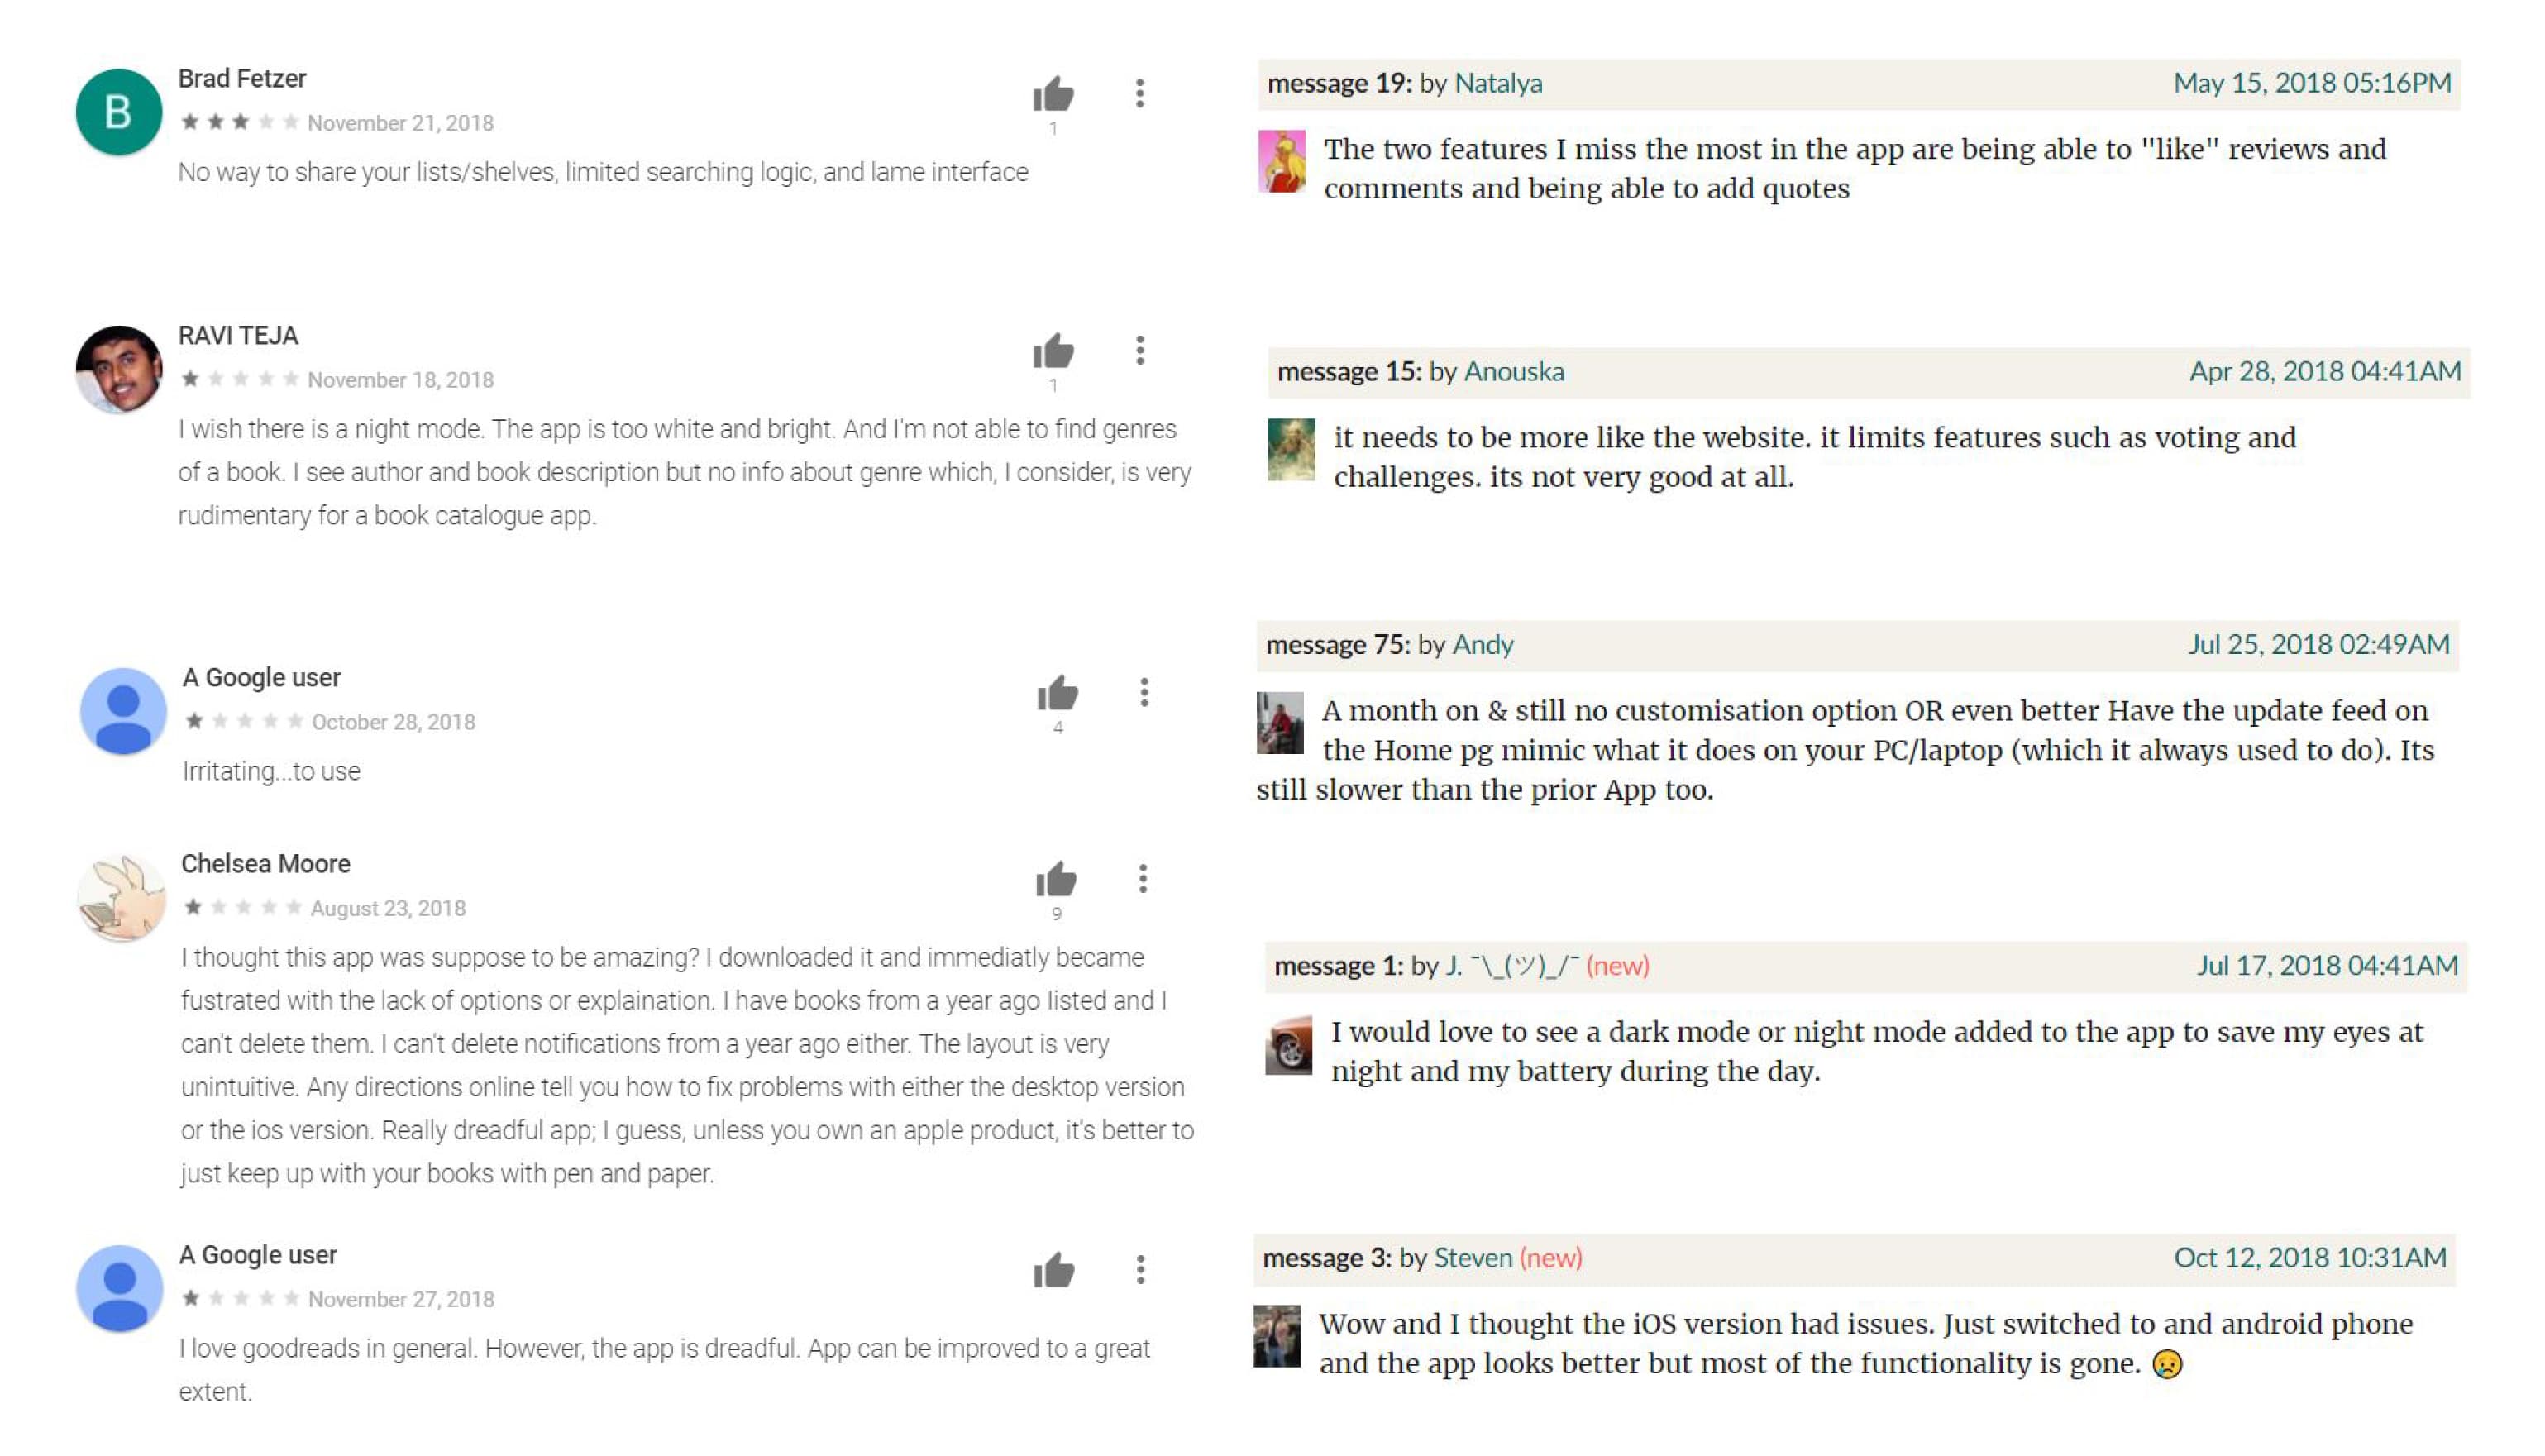 B
Brad Fetzer
November 21, 2018
1
No way to share your lists/shelves, limited searching logic, and lame interface
RAVI TEJA
November 18, 2018
1
I wish there is a night mode. The app is too white and bright. And I'm not able to find genres
of a book. I see author and book description but no info about genre which, I consider, is very
rudimentary for a book catalogue app.
A Google user
October 28, 2018
4
Irritating...to use
Chelsea Moore
August 23, 2018
9
I thought this app was suppose to be amazing? I downloaded it and immediatly became
fustrated with the lack of options or explaination. I have books from a year ago listed and I
can't delete them. I can't delete notifications from a year ago either. The layout is very
unintuitive. Any directions online tell you how to fix problems with either the desktop version
or the ios version. Really dreadful app; I guess, unless you own an apple product, it's better to
just keep up with your books with pen and paper.
A Google user
November 27, 2018
I love goodreads in general. However, the app is dreadful. App can be improved to a great
extent.
message 19: by Natalya May 15, 2018 05:16PM
The two features I miss the most in the app are being able to "like" reviews and
comments and being able to add quotes
message 15: by Anouska Apr 28, 2018 04:41AM
it needs to be more like the website. it limits features such as voting and
challenges. its not very good at all.
message 75: by Andy Jul 25, 2018 02:49AM
A month on & still no customisation option OR even better Have the update feed on
the Home pg mimic what it does on your PC/laptop (which it always used to do). Its
still slower than the prior App too.
message 1: by J. ¯\_(ツ)_/¯ (new) Jul 17, 2018 04:41AM
I would love to see a dark mode or night mode added to the app to save my eyes at
night and my battery during the day.
message 3: by Steven (new) Oct 12, 2018 10:31AM
Wow and I thought the iOS version had issues. Just switched to and android phone
and the app looks better but most of the functionality is gone. 😢